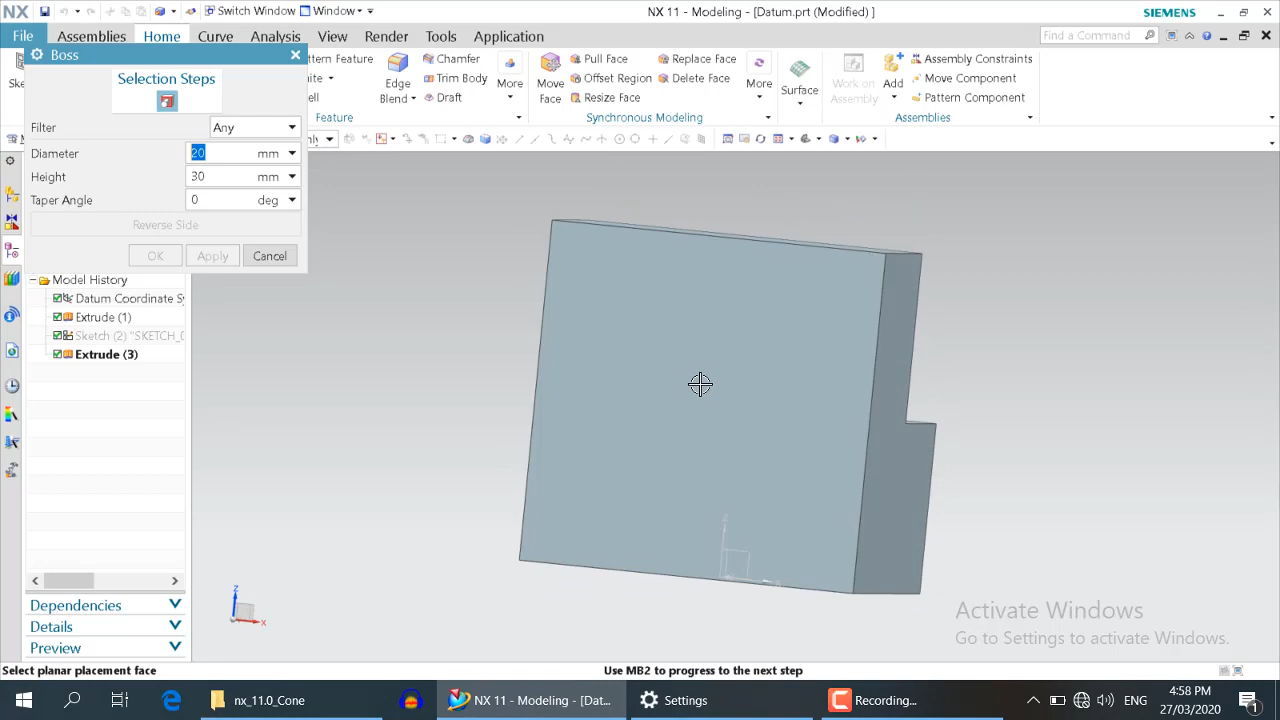 NX
Switch Window
Window
NX 11 - Modeling - [Datum.prt (Modified) ]
SIEMENS
File
Assemblies
Home
Curve
Analysis
View
Render
Tools
Application
Find a Command
Boss
Selection Steps
Filter
Any
Diameter
20
mm
Height
30
mm
Taper Angle
0
deg
Reverse Side
OK
Apply
Cancel
Feature
Edge
Blend
Chamfer
Trim Body
Draft
More
Feature
Move
Face
Pull Face
Offset Region
Resize Face
Replace Face
Delete Face
More
Synchronous Modeling
Surface
Work on
Assembly
Add
Assembly Constraints
Move Component
Pattern Component
Assemblies
Model History
Datum Coordinate Sy
Extrude (1)
Sketch (2) "SKETCH_0
Extrude (3)
Dependencies
Details
Preview
Z
X
Activate Windows
Go to Settings to activate Windows.
Select planar placement face
Use MB2 to progress to the next step
nx_11.0_Cone
NX 11 - Modeling - [Dat...
Settings
Recording...
ENG
4:58 PM
27/03/2020
1